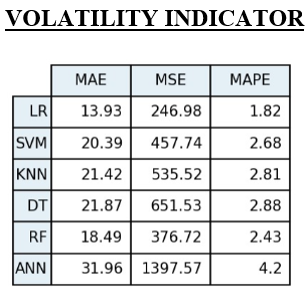 VOLATILITY INDICATOR
MAE MSE MAPE
LR 13.93 246.98 1.82
SVM 20.39 457.74 2.68
KNN 21.42 535.52 2.81
DT 21.87 651.53 2.88
RF 18.49 376.72 2.43
ANN 31.96 1397.57 4.2